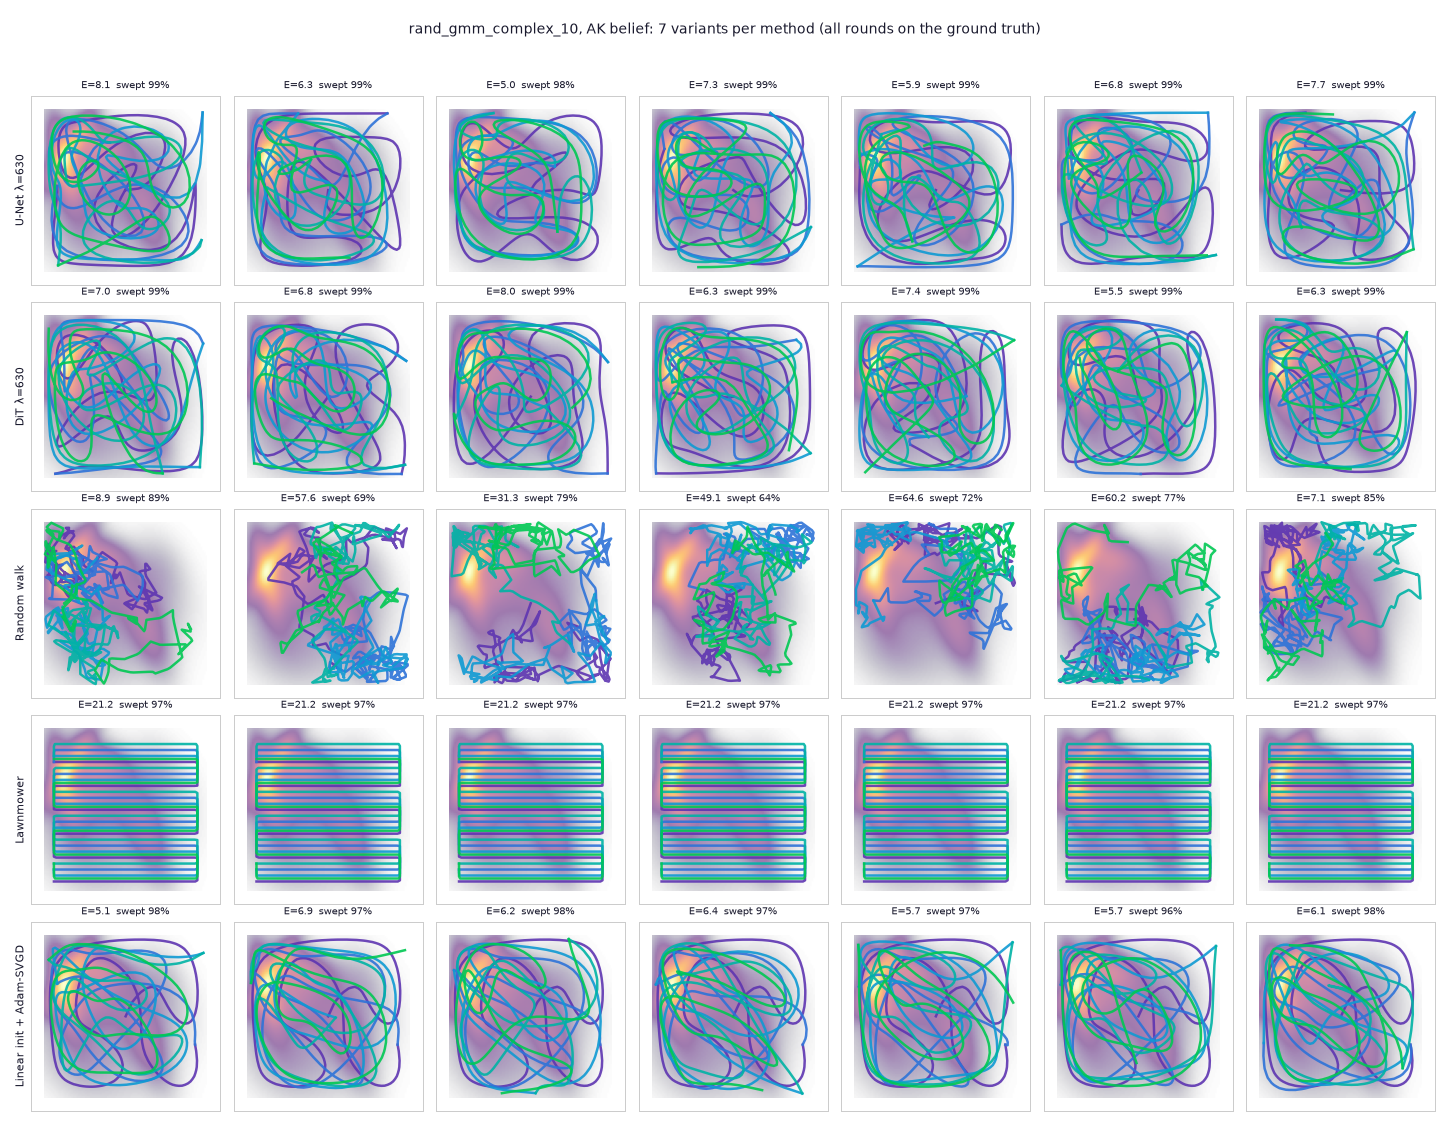 rand_gmm_complex_10, AK belief: 7 variants per method (all rounds on the ground truth)
E=8.1 swept 99% E=6.3 swept 99% E=5.0 swept 98% E=7.3 swept 99% E=5.9 swept 99% E=6.8 swept 99% E=7.7 swept 99%
U-Net λ=630
E=7.0 swept 99% E=6.8 swept 99% E=8.0 swept 99% E=6.3 swept 99% E=7.4 swept 99% E=5.5 swept 99% E=6.3 swept 99%
DiT λ=630
E=8.9 swept 89% E=57.6 swept 69% E=31.3 swept 79% E=49.1 swept 64% E=64.6 swept 72% E=60.2 swept 77% E=7.1 swept 85%
Random walk
E=21.2 swept 97% E=21.2 swept 97% E=21.2 swept 97% E=21.2 swept 97% E=21.2 swept 97% E=21.2 swept 97% E=21.2 swept 97%
Lawnmower
E=5.1 swept 98% E=6.9 swept 97% E=6.2 swept 98% E=6.4 swept 97% E=5.7 swept 97% E=5.7 swept 96% E=6.1 swept 98%
Linear init + Adam-SVGD